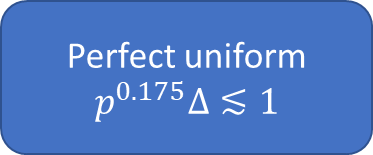 Perfect uniform
𝑝^0.175 Δ ≲ 1